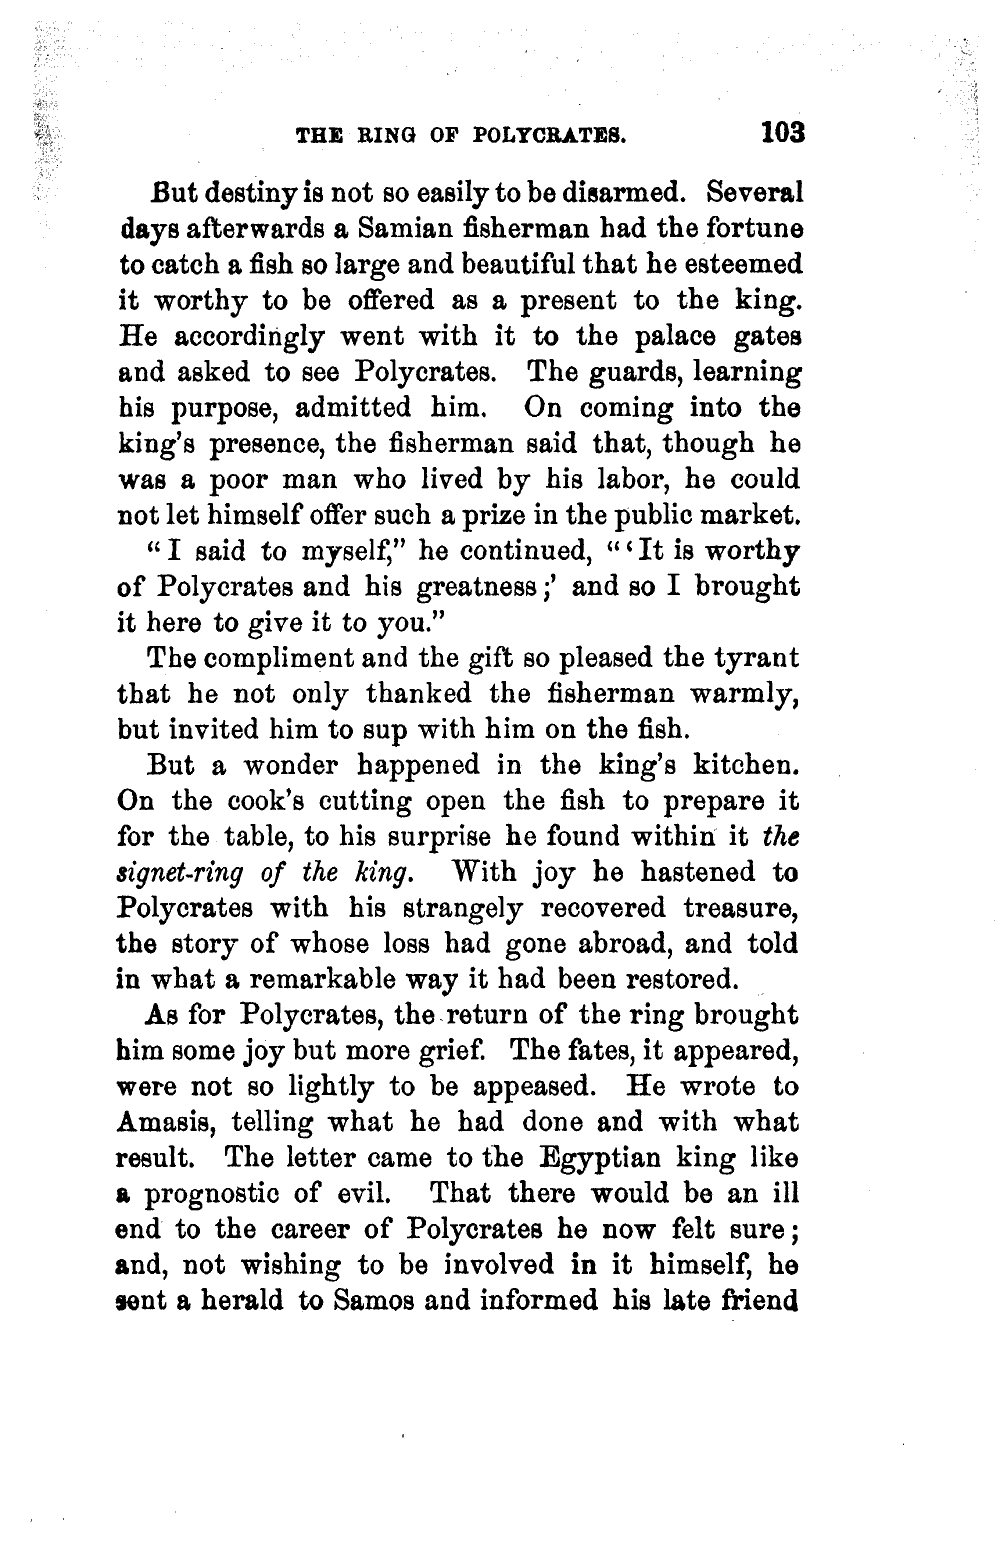 THE RING OF POLYCRATES. 103
But destiny is not so easily to be disarmed. Several
days afterwards a Samian fisherman had the fortune
to catch a fish so large and beautiful that he esteemed
it worthy to be offered as a present to the king.
He accordingly went with it to the palace gates
and asked to see Polycrates. The guards, learning
his purpose, admitted him. On coming into the
king's presence, the fisherman said that, though he
was a poor man who lived by his labor, he could
not let himself offer such a prize in the public market.
“I said to myself,” he continued, “‘It is worthy
of Polycrates and his greatness;’ and so I brought
it here to give it to you.”
The compliment and the gift so pleased the tyrant
that he not only thanked the fisherman warmly,
but invited him to sup with him on the fish.
But a wonder happened in the king's kitchen.
On the cook's cutting open the fish to prepare it
for the table, to his surprise he found within it the
signet-ring of the king. With joy he hastened to
Polycrates with his strangely recovered treasure,
the story of whose loss had gone abroad, and told
in what a remarkable way it had been restored.
As for Polycrates, the return of the ring brought
him some joy but more grief. The fates, it appeared,
were not so lightly to be appeased. He wrote to
Amasis, telling what he had done and with what
result. The letter came to the Egyptian king like
a prognostic of evil. That there would be an ill
end to the career of Polycrates he now felt sure;
and, not wishing to be involved in it himself, he
sent a herald to Samos and informed his late friend